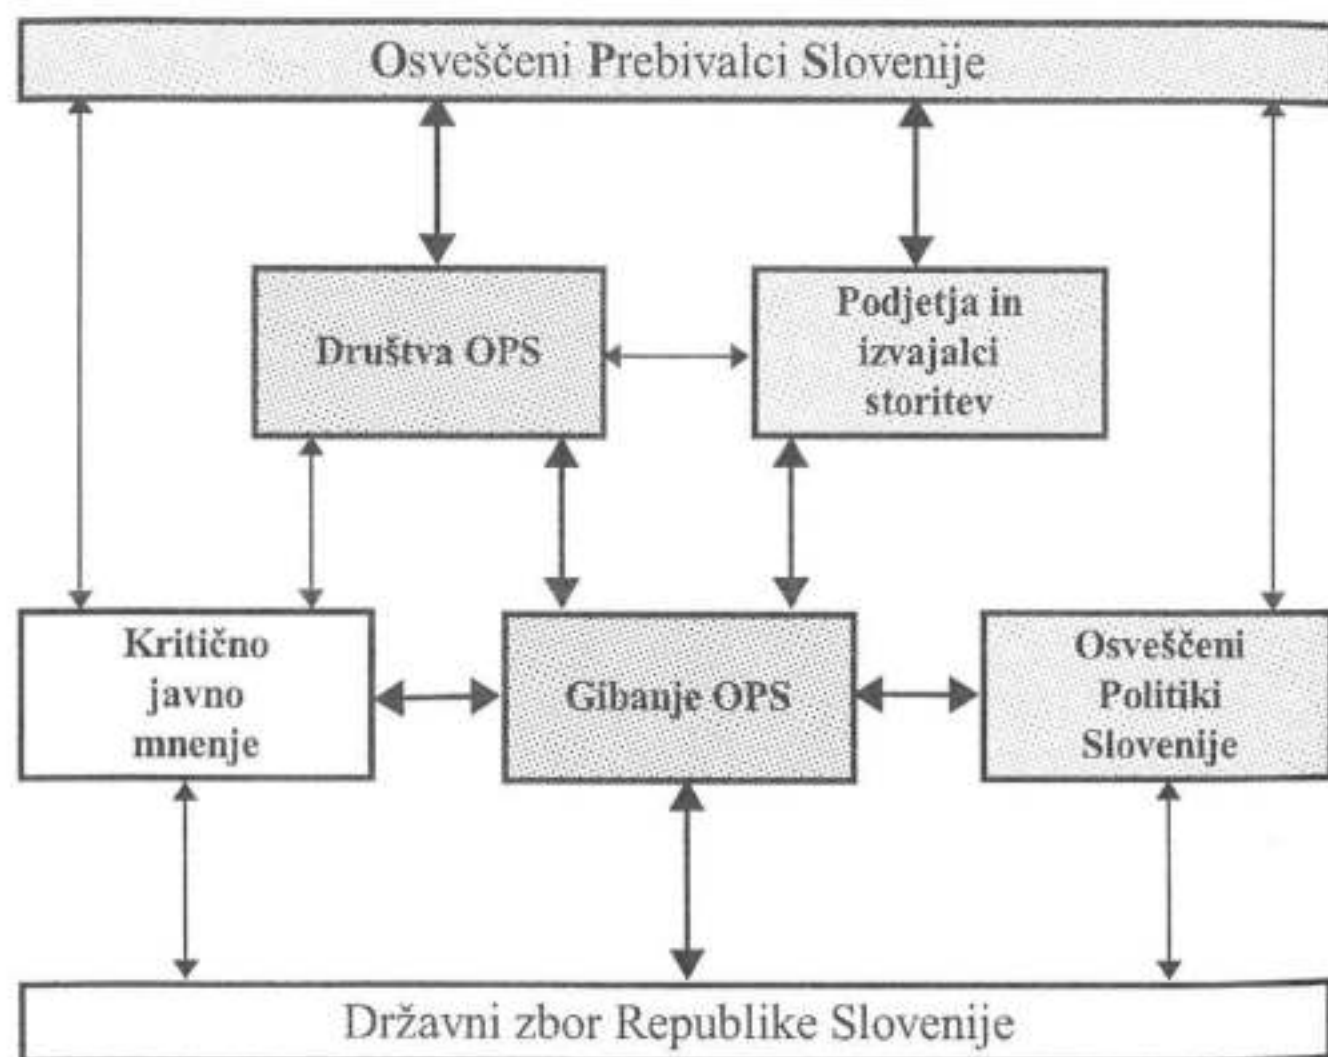 Osveščeni Prebivalci Slovenije
Društva OPS
Podjetja in
izvajalci
storitev
Kritično
javno
mnenje
Gibanje OPS
Osveščeni
Politiki
Slovenije
Državni zbor Republike Slovenije